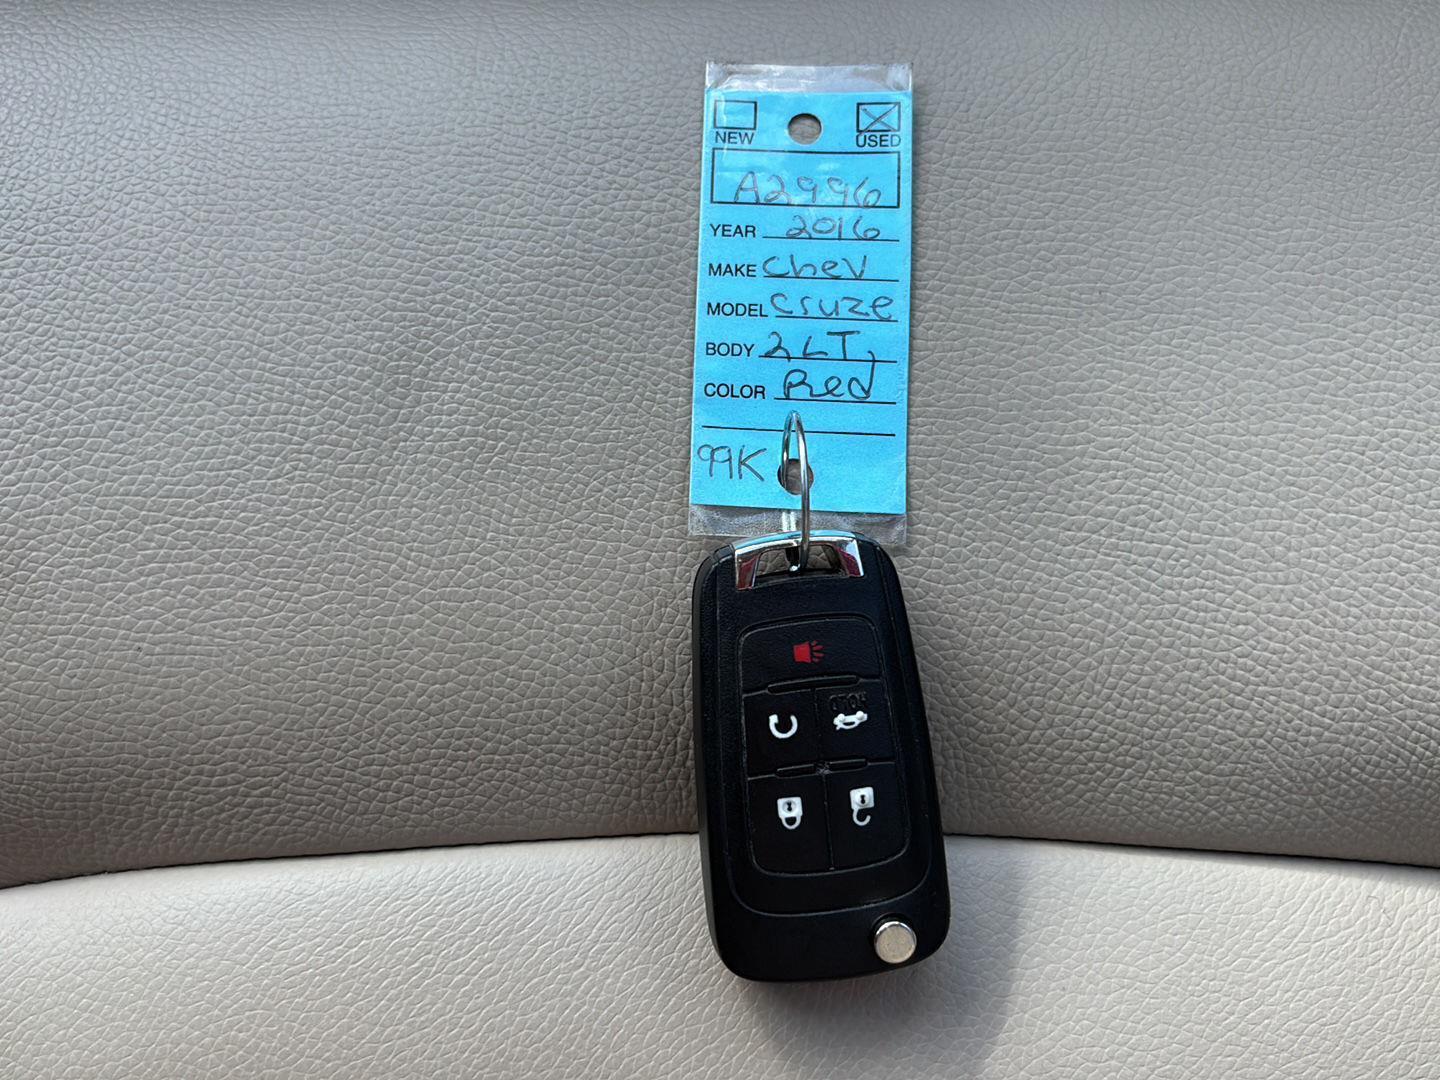 NEW USED
A2996
YEAR 2016
MAKE Chev
MODEL Cruze
BODY 2LT,
COLOR Red
99K